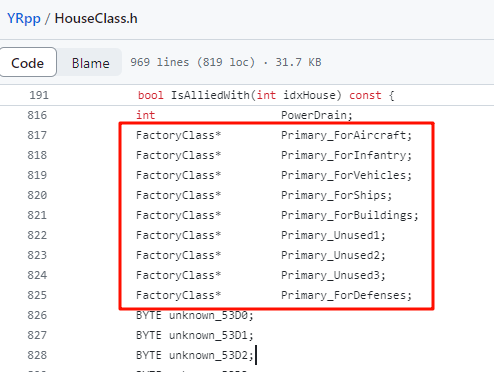 YRpp / HouseClass.h
Code Blame 969 lines (819 loc) · 31.7 KB
191 bool IsAlliedWith(int idxHouse) const {
816 int PowerDrain;
817 FactoryClass* Primary_ForAircraft;
818 FactoryClass* Primary_ForInfantry;
819 FactoryClass* Primary_ForVehicles;
820 FactoryClass* Primary_ForShips;
821 FactoryClass* Primary_ForBuildings;
822 FactoryClass* Primary_Unused1;
823 FactoryClass* Primary_Unused2;
824 FactoryClass* Primary_Unused3;
825 FactoryClass* Primary_ForDefenses;
826 BYTE unknown_53D0;
827 BYTE unknown_53D1;
828 BYTE unknown_53D2;